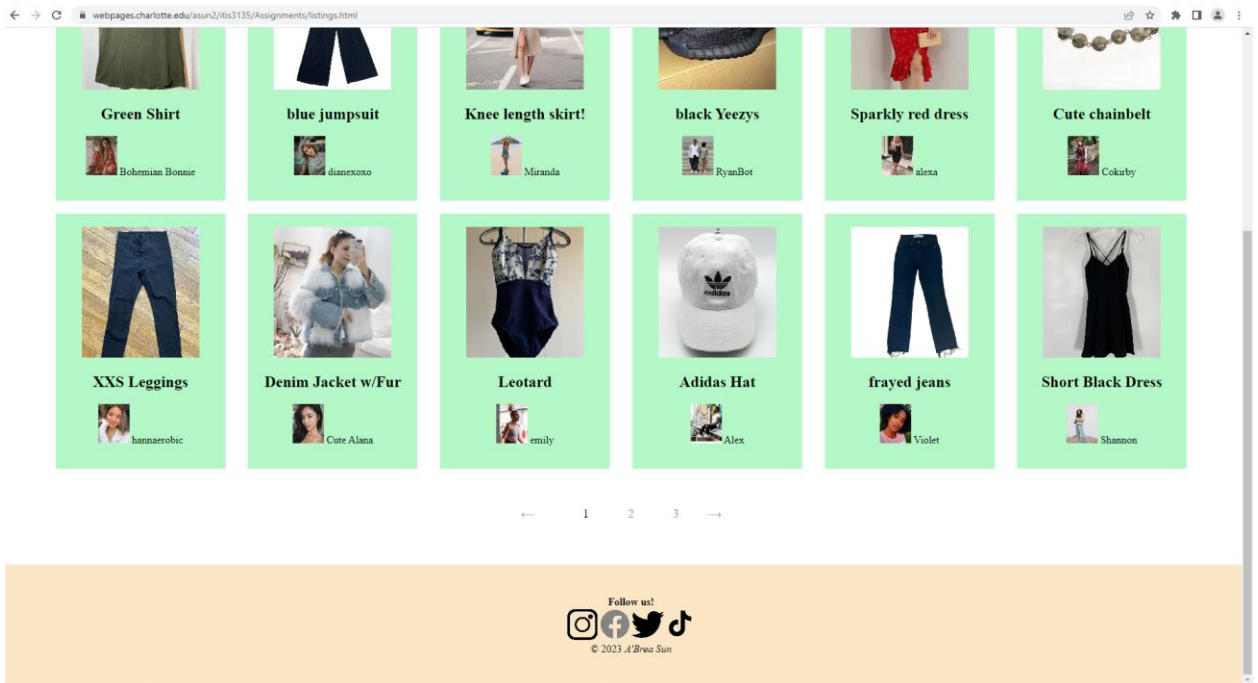 webpages.charlotte.edu/asun2/itis3135/Assignments/listings.html
Green Shirt blue jumpsuit Knee length skirt! black Yeezys Sparkly red dress Cute chainbelt
Bohemian Bonnie dianexoxo Miranda RyanBot alexa Cokirby
adidas
XXS Leggings Denim Jacket w/Fur Leotard Adidas Hat frayed jeans Short Black Dress
hannaerobic Cute Alana emily Alex Violet Shannon
← 1 2 3 →
Follow us!
© 2023 A'Brea Sun